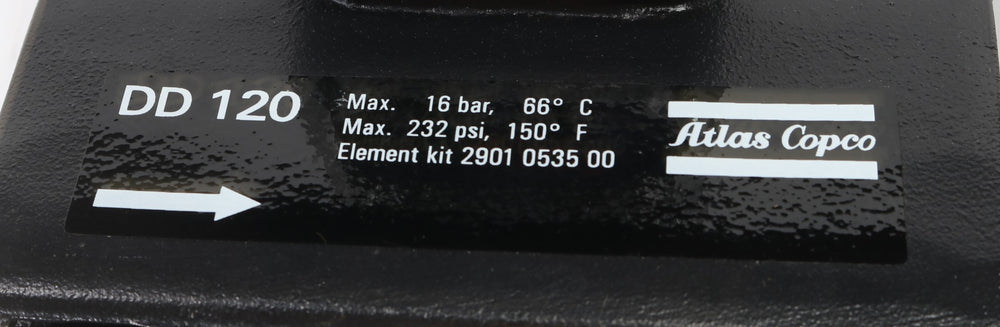 DD 120
Max. 16 bar, 66° C
Max. 232 psi, 150° F
Element kit 2901 0535 00
Atlas Copco